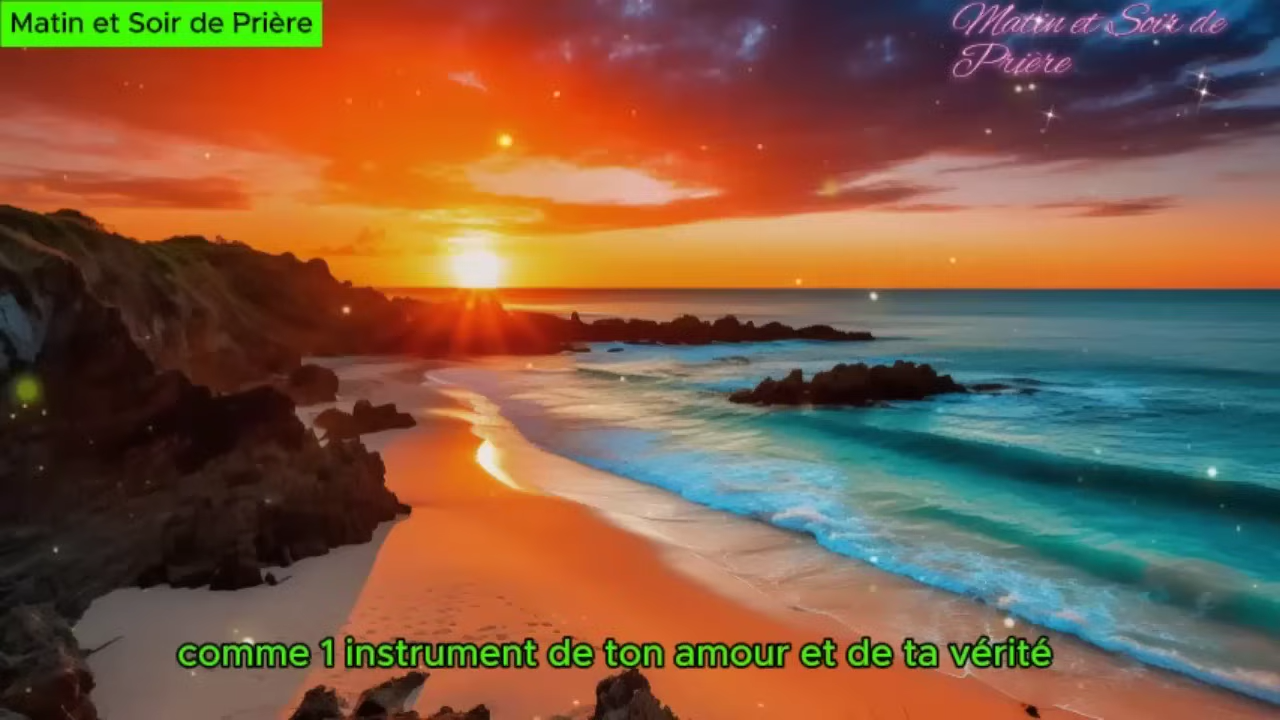 Matin et Soir de Prière
Matin et Soir de
Prière
comme 1 instrument de ton amour et de ta vérité